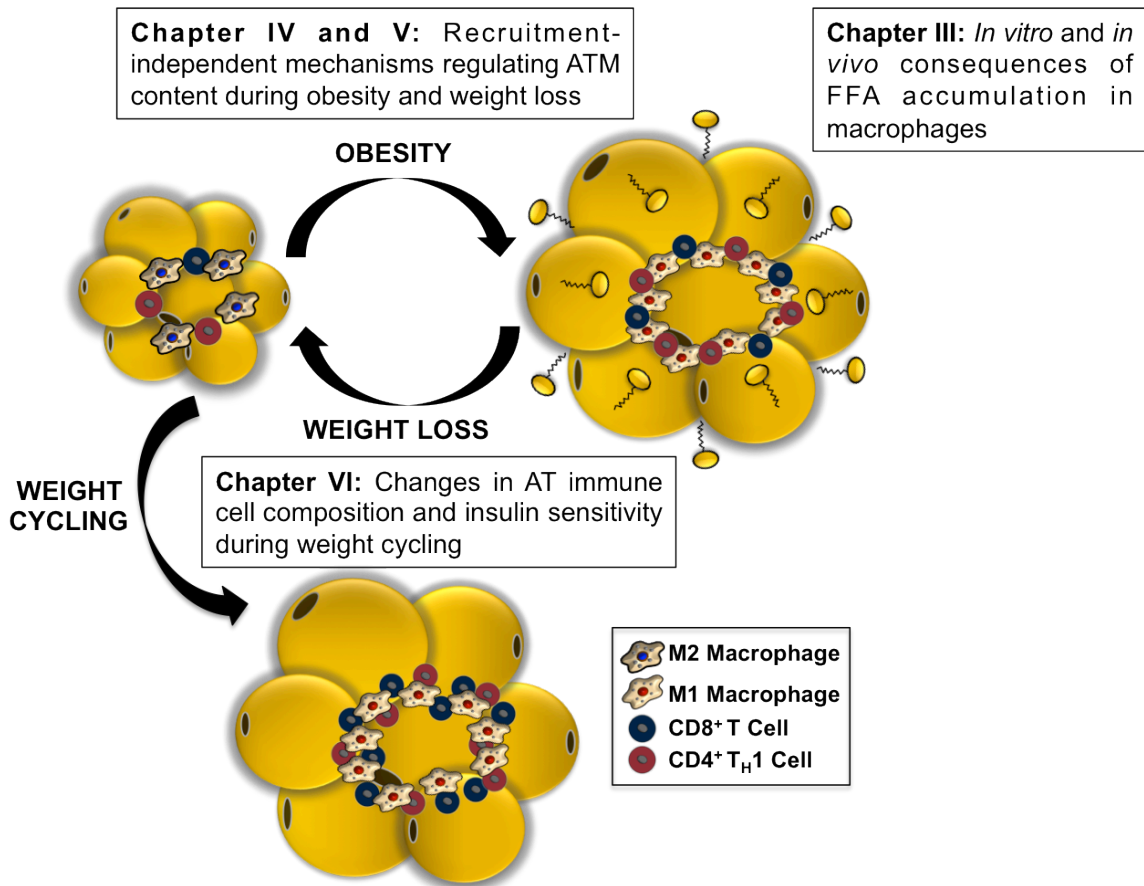 Chapter IV and V: Recruitment-
independent mechanisms regulating ATM
content during obesity and weight loss
Chapter III: In vitro and in
vivo consequences of
FFA accumulation in
macrophages
OBESITY
WEIGHT LOSS
WEIGHT
CYCLING
Chapter VI: Changes in AT immune
cell composition and insulin sensitivity
during weight cycling
M2 Macrophage
M1 Macrophage
CD8⁺ T Cell
CD4⁺ T_H1 Cell